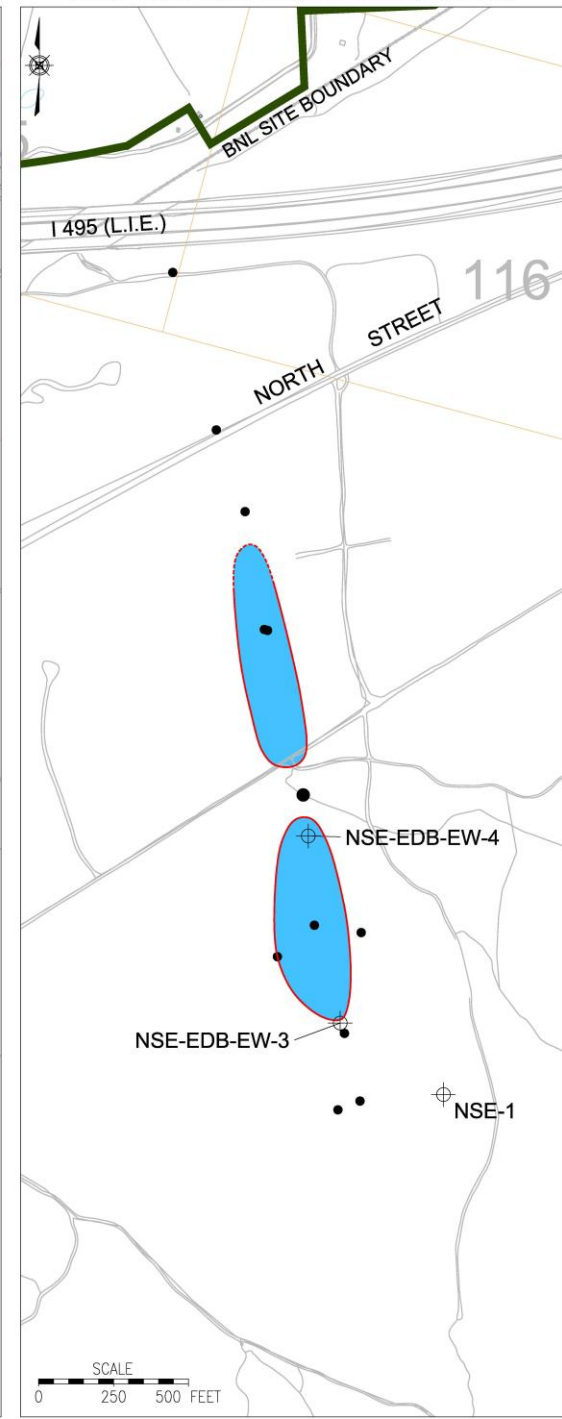 BNL SITE BOUNDARY
I 495 (L.I.E.)
116
NORTH STREET
NSE-EDB-EW-4
NSE-EDB-EW-3
NSE-1
SCALE
0 250 500 FEET